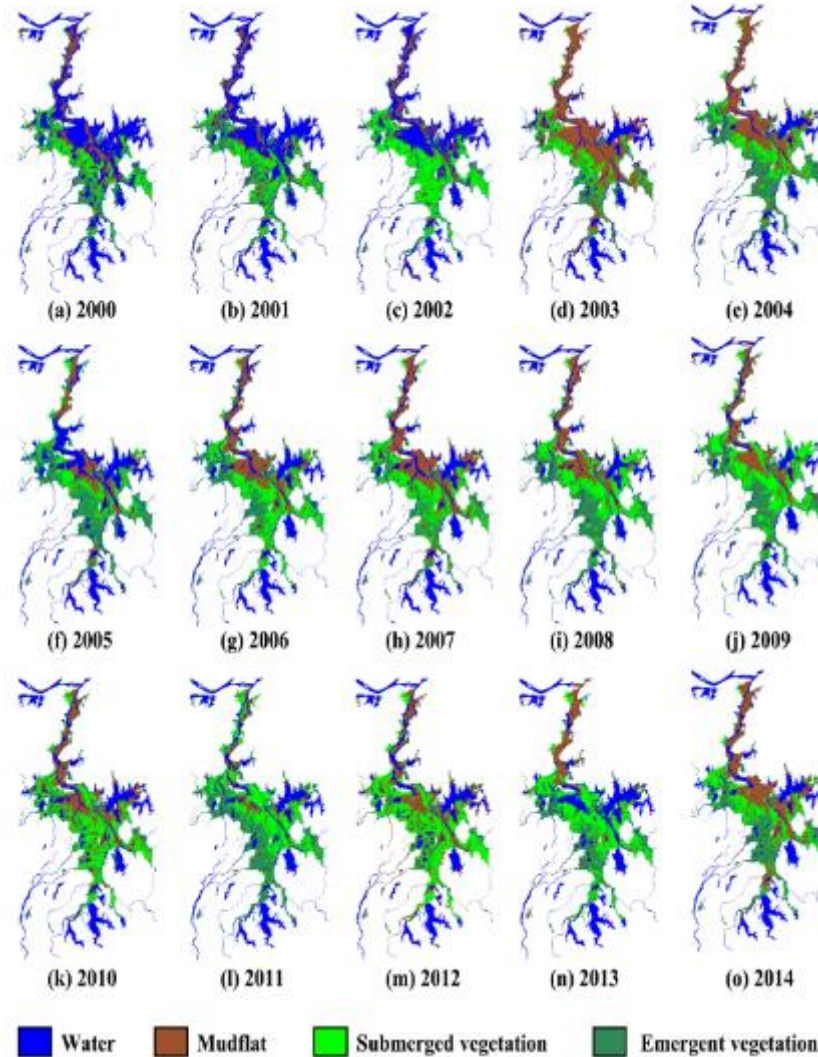 (a) 2000 (b) 2001 (c) 2002 (d) 2003 (e) 2004
(f) 2005 (g) 2006 (h) 2007 (i) 2008 (j) 2009
(k) 2010 (l) 2011 (m) 2012 (n) 2013 (o) 2014
Water Mudflat Submerged vegetation Emergent vegetation